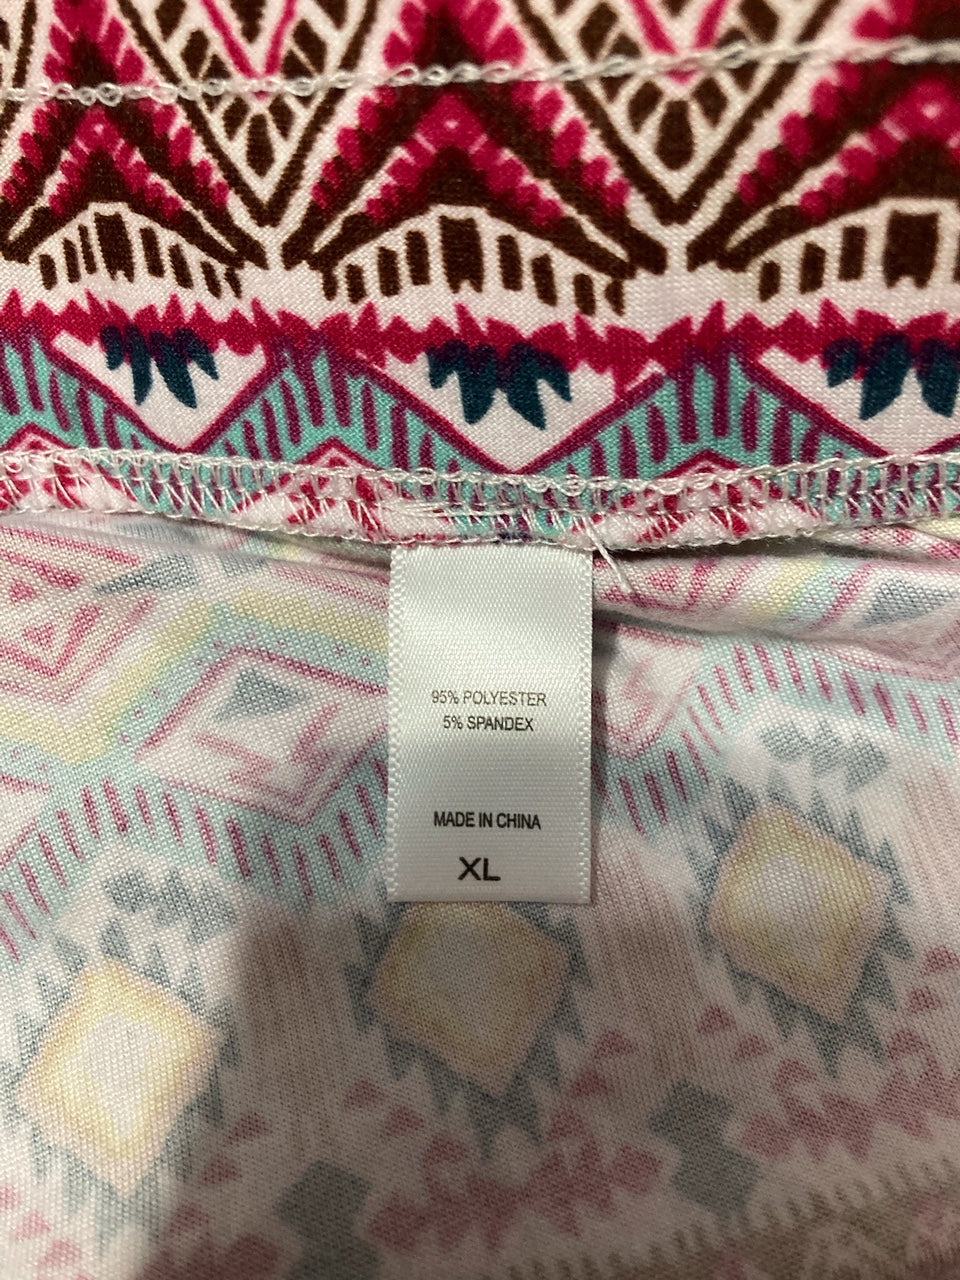 95% POLYESTER
5% SPANDEX
MADE IN CHINA
XL